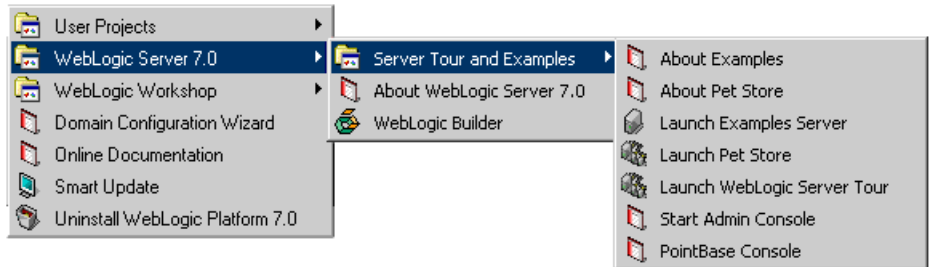 User Projects
WebLogic Server 7.0
WebLogic Workshop
Domain Configuration Wizard
Online Documentation
Smart Update
Uninstall WebLogic Platform 7.0
Server Tour and Examples
About WebLogic Server 7.0
WebLogic Builder
About Examples
About Pet Store
Launch Examples Server
Launch Pet Store
Launch WebLogic Server Tour
Start Admin Console
PointBase Console